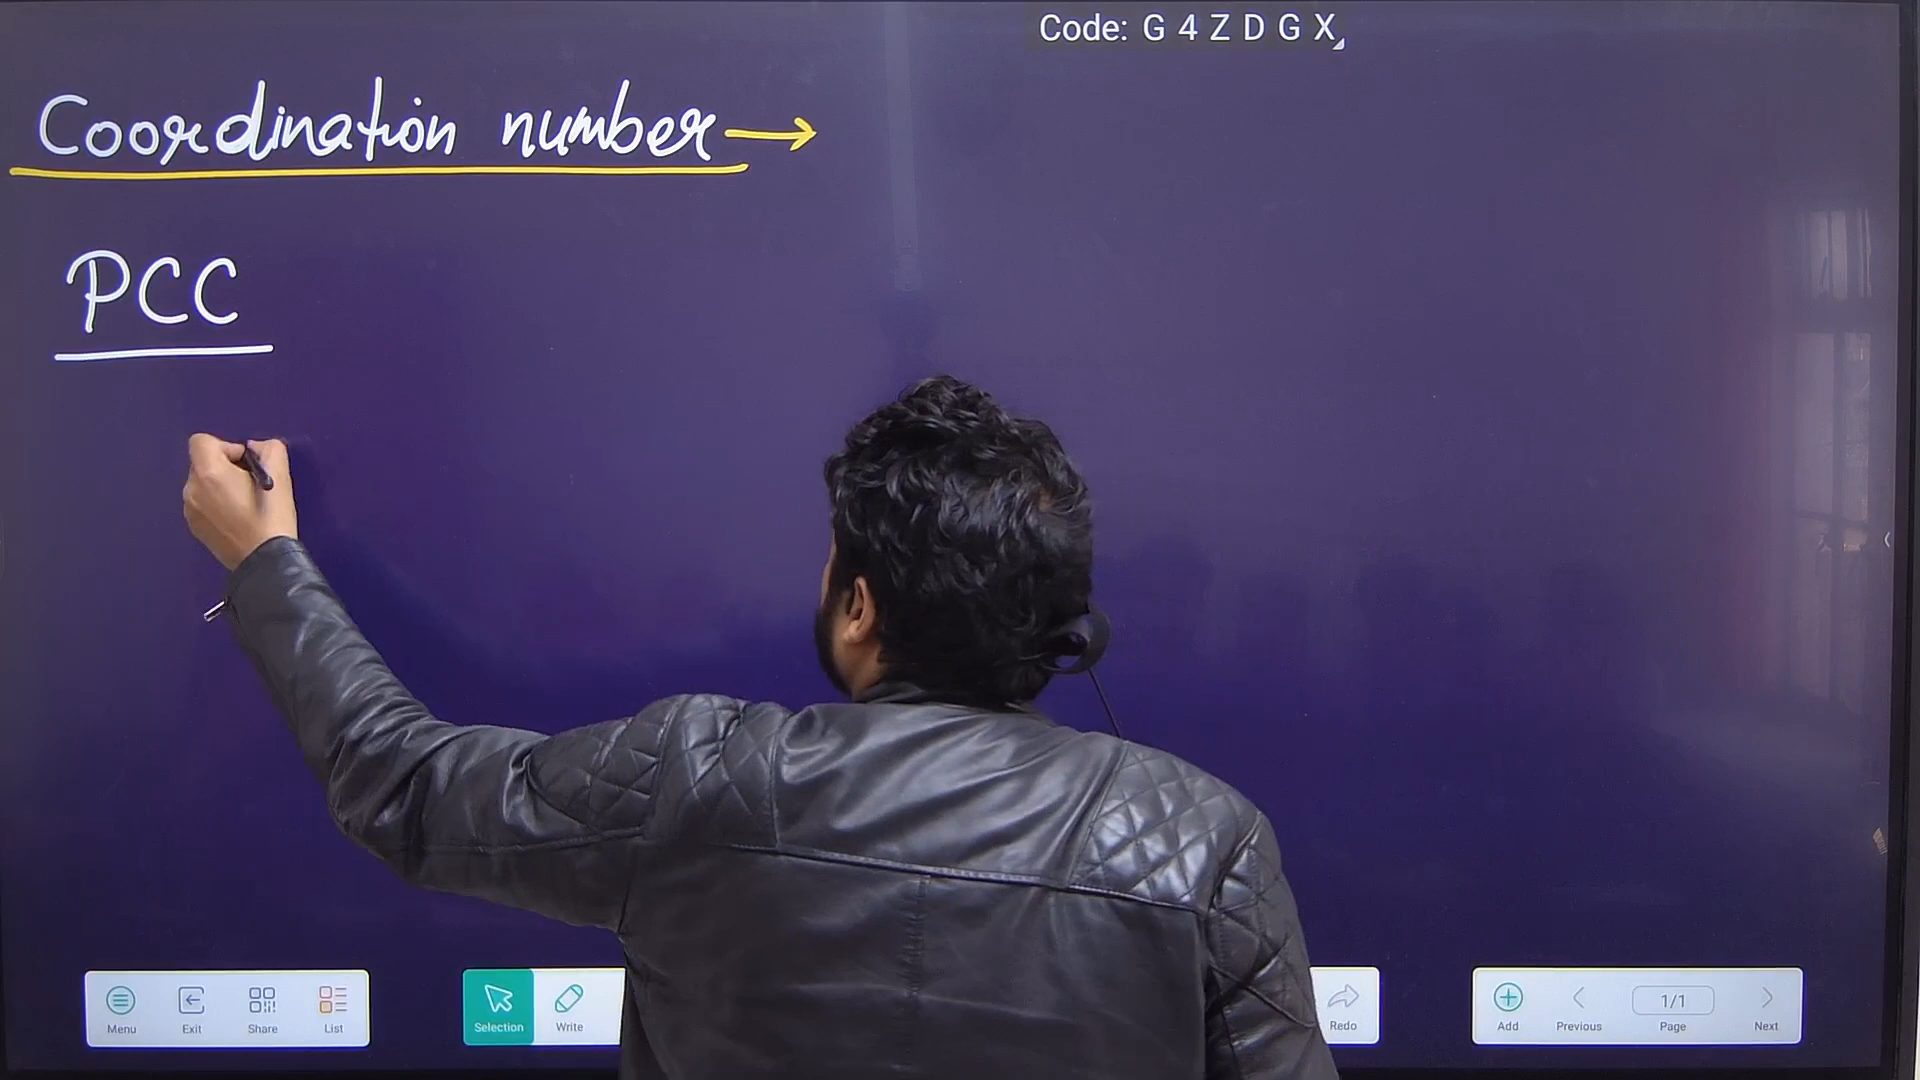 Code: G 4 Z D G X
Coordination number →
PCC
Menu Exit Share List Selection Write Redo Add Previous 1/1 Page Next